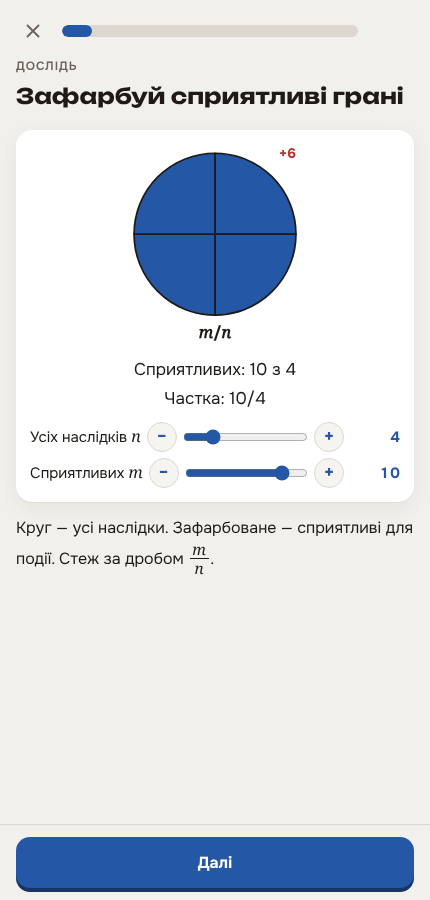 ДОСЛІДЬ
Зафарбуй сприятливі грані
+6
m/n
Сприятливих: 10 з 4
Частка: 10/4
Усіх наслідків n − + 4
Сприятливих m − + 10
Круг — усі наслідки. Зафарбоване — сприятливі для
події. Стеж за дробом m/n.
Далі